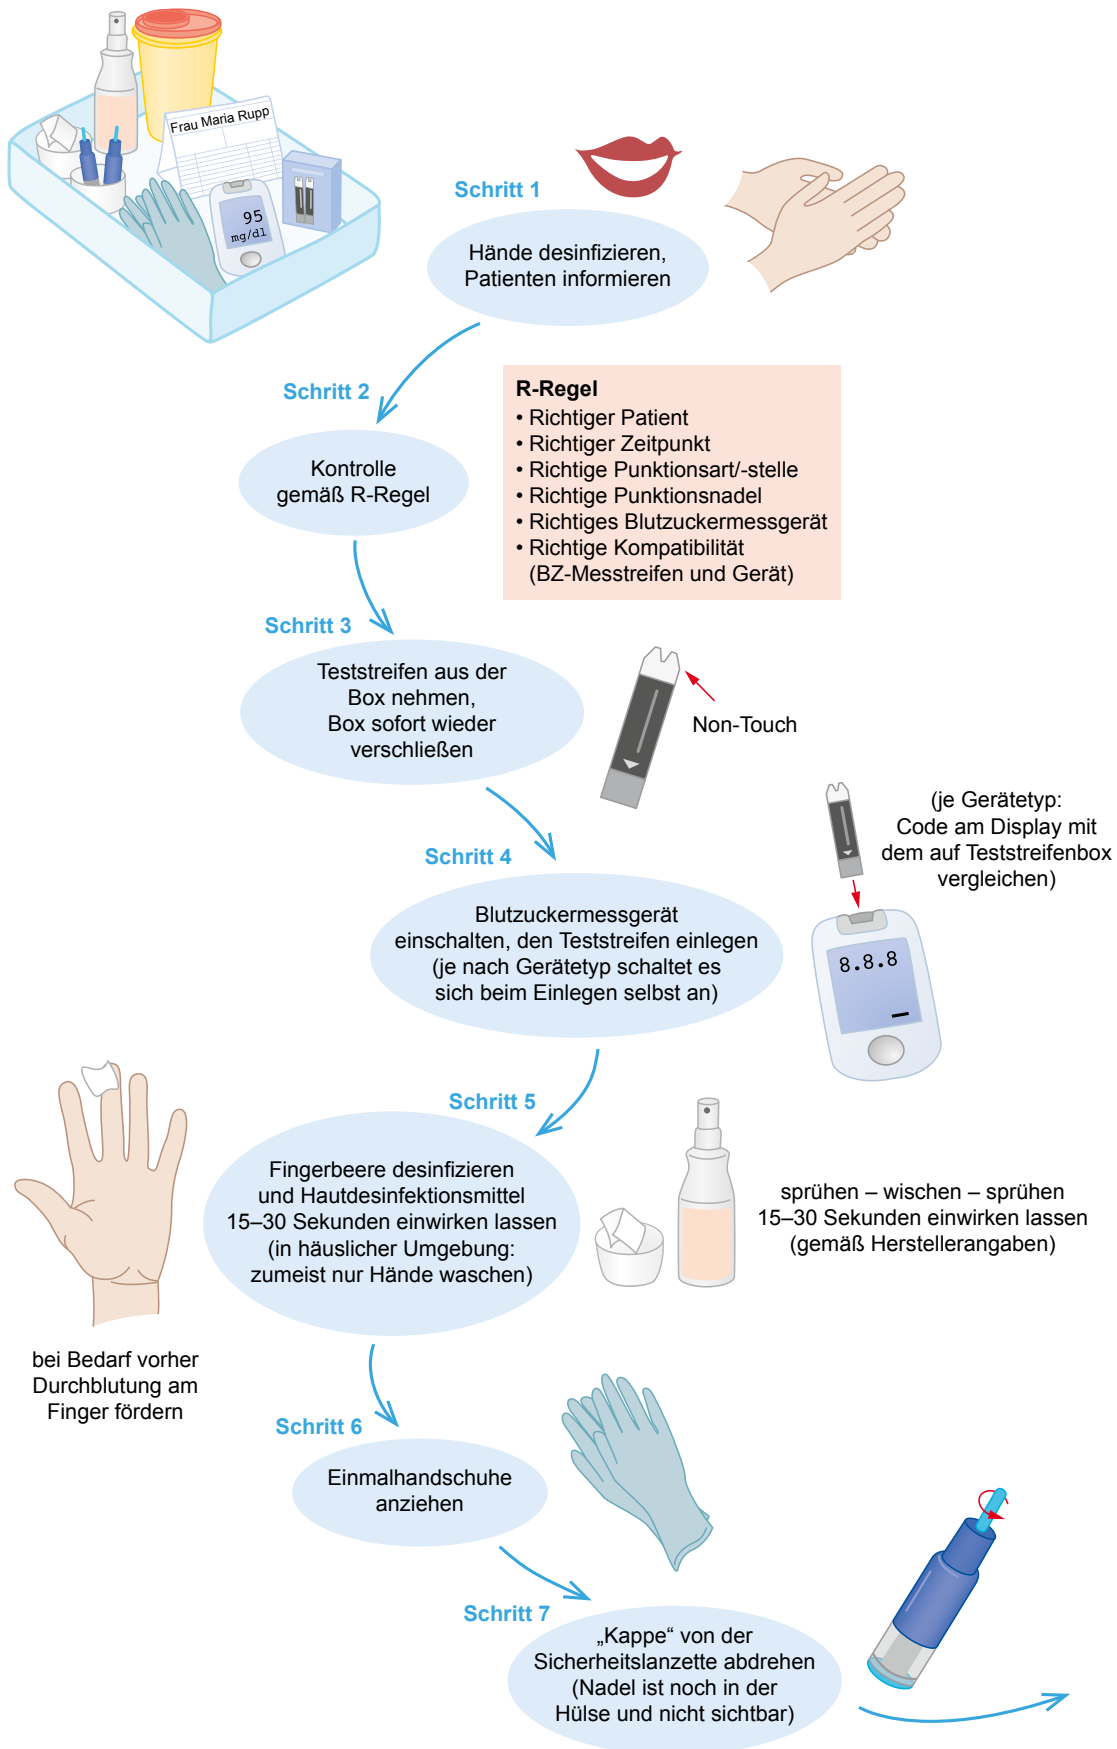 Frau Maria Rupp
95
mg/dl
Schritt 1
Hände desinfizieren,
Patienten informieren
Schritt 2
Kontrolle
gemäß R-Regel
R-Regel
• Richtiger Patient
• Richtiger Zeitpunkt
• Richtige Punktionsart/-stelle
• Richtige Punktionsnadel
• Richtiges Blutzuckermessgerät
• Richtige Kompatibilität
(BZ-Messtreifen und Gerät)
Schritt 3
Teststreifen aus der
Box nehmen,
Box sofort wieder
verschließen
Non-Touch
Schritt 4
Blutzuckermessgerät
einschalten, den Teststreifen einlegen
(je nach Gerätetyp schaltet es
sich beim Einlegen selbst an)
(je Gerätetyp:
Code am Display mit
dem auf Teststreifenbox
vergleichen)
8.8.8
Schritt 5
Fingerbeere desinfizieren
und Hautdesinfektionsmittel
15–30 Sekunden einwirken lassen
(in häuslicher Umgebung:
zumeist nur Hände waschen)
sprühen – wischen – sprühen
15–30 Sekunden einwirken lassen
(gemäß Herstellerangaben)
bei Bedarf vorher
Durchblutung am
Finger fördern
Schritt 6
Einmalhandschuhe
anziehen
Schritt 7
„Kappe“ von der
Sicherheitslanzette abdrehen
(Nadel ist noch in der
Hülse und nicht sichtbar)